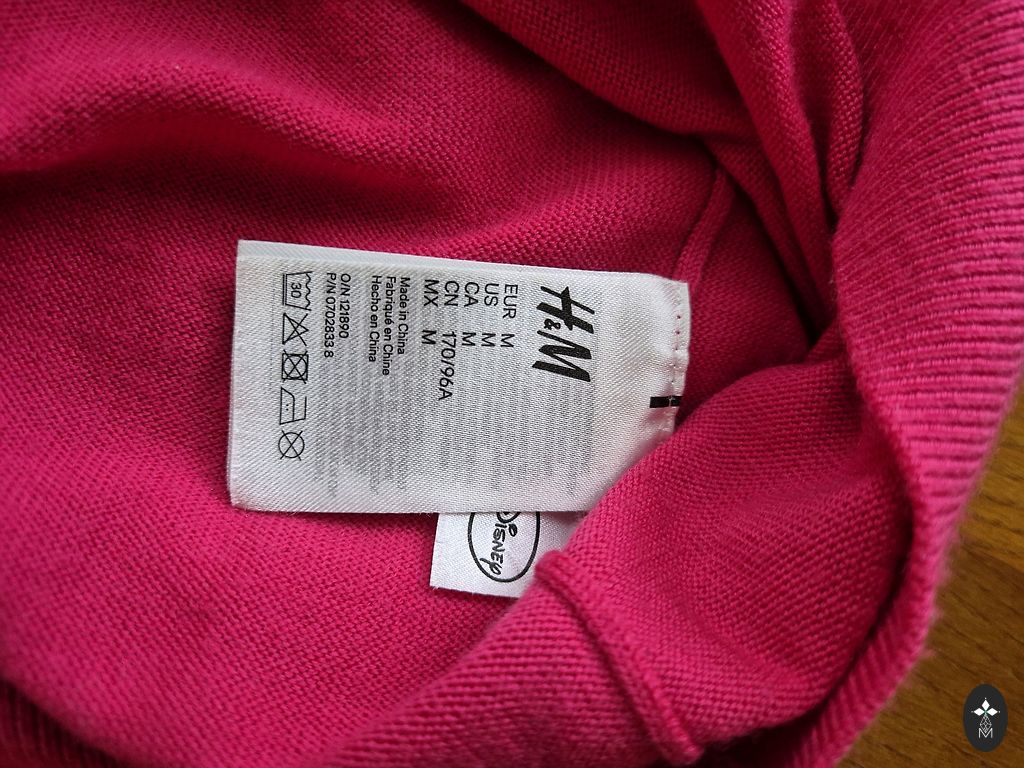 H&M
EUR M
US M
CA M
CN 170/96A
MX M
Made in China
Fabriqué en Chine
Hecho en China
O/N 121890
P/N 0702833 8
30
DISNEY
M